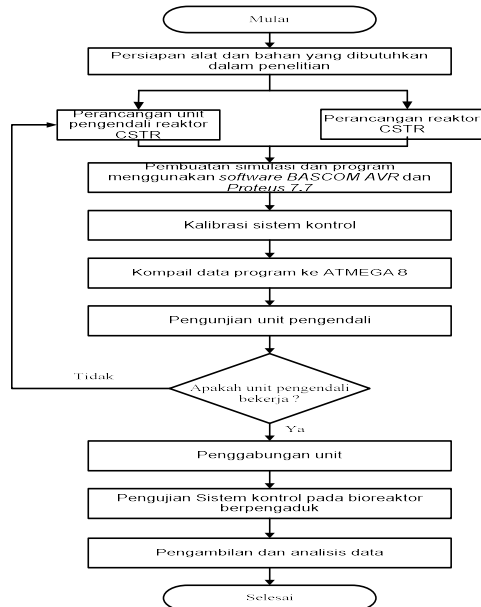 Mulai
Persiapan alat dan bahan yang dibutuhkan
dalam penelitian
Perancangan unit
pengendali reaktor
CSTR
Perancangan reaktor
CSTR
Pembuatan simulasi dan program
menggunakan software BASCOM AVR dan
Proteus 7.7
Kalibrasi sistem kontrol
Kompail data program ke ATMEGA 8
Pengunjian unit pengendali
Tidak
Apakah unit pengendali
bekerja ?
Ya
Penggabungan unit
Pengujian Sistem kontrol pada bioreaktor
berpengaduk
Pengambilan dan analisis data
Selesai